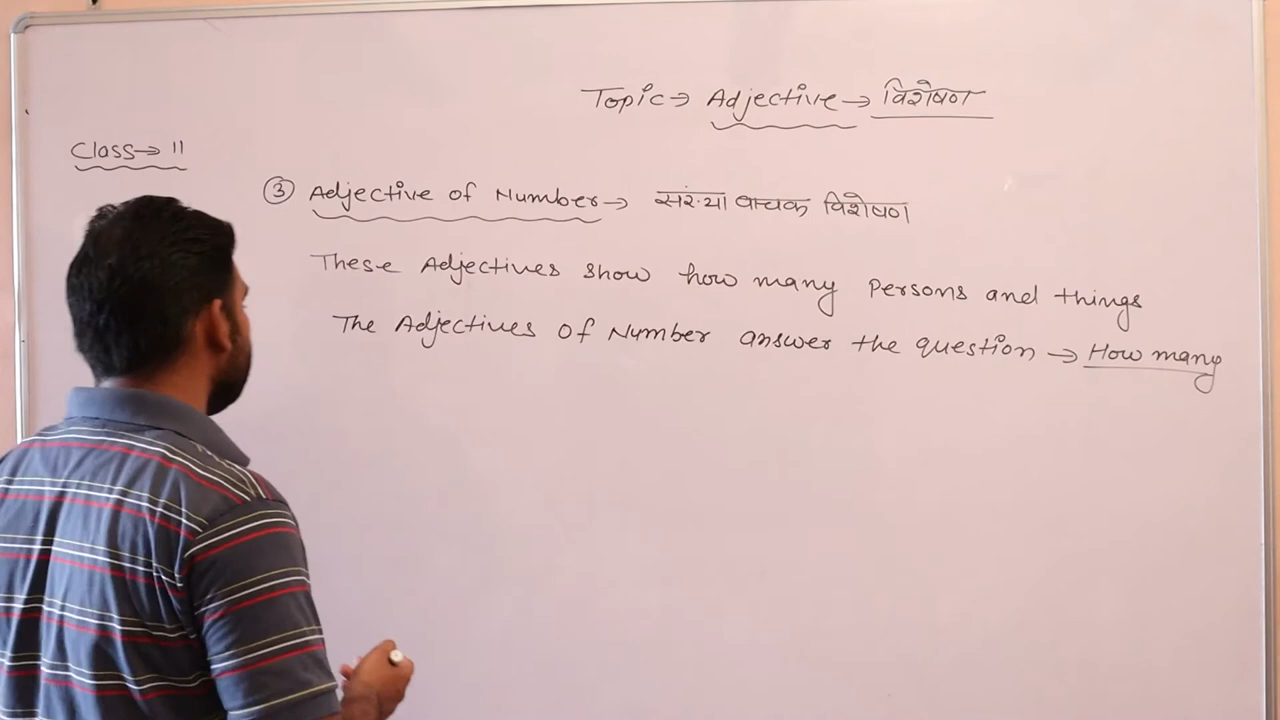 Topic→ Adjective→ विशेषण
Class→ 11
③ Adjective of Number→ संख्या वाचक विशेषण
These Adjectives show how many Persons and things
The Adjectives of Number answer the question → How many